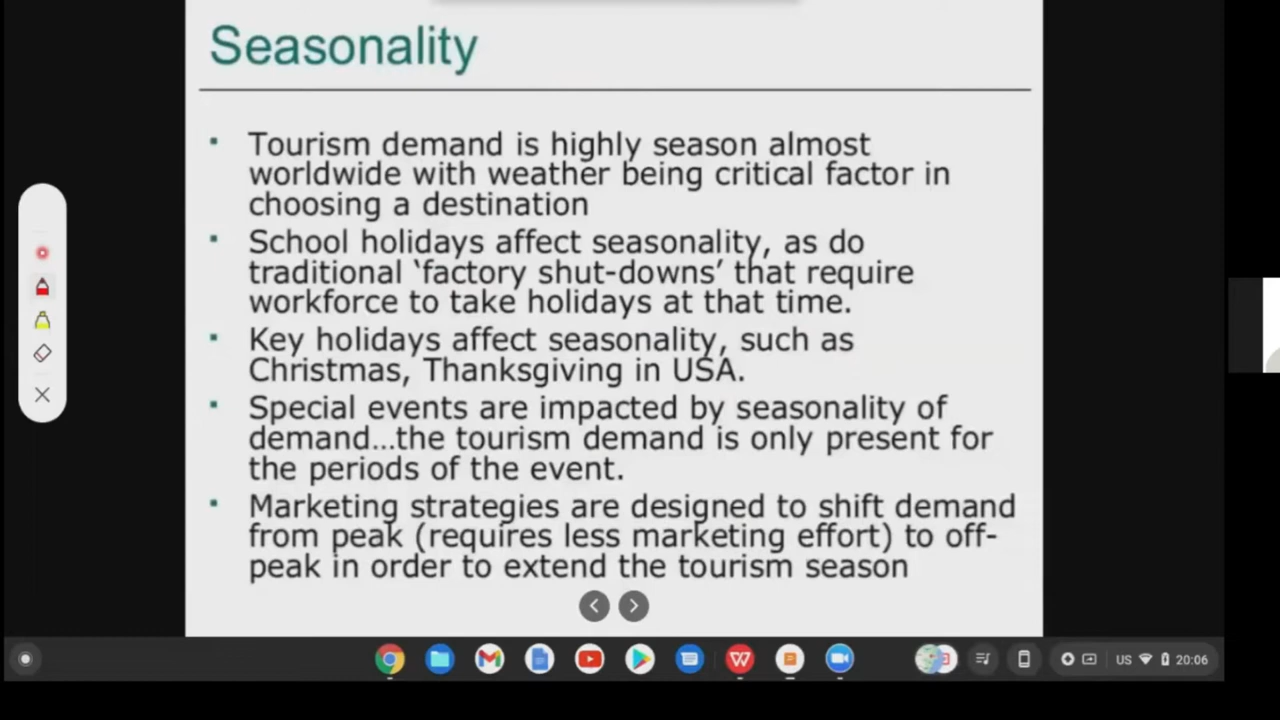 Seasonality
Tourism demand is highly season almost
worldwide with weather being critical factor in
choosing a destination
School holidays affect seasonality, as do
traditional ‘factory shut-downs’ that require
workforce to take holidays at that time.
Key holidays affect seasonality, such as
Christmas, Thanksgiving in USA.
Special events are impacted by seasonality of
demand…the tourism demand is only present for
the periods of the event.
Marketing strategies are designed to shift demand
from peak (requires less marketing effort) to off-
peak in order to extend the tourism season
US 20:06